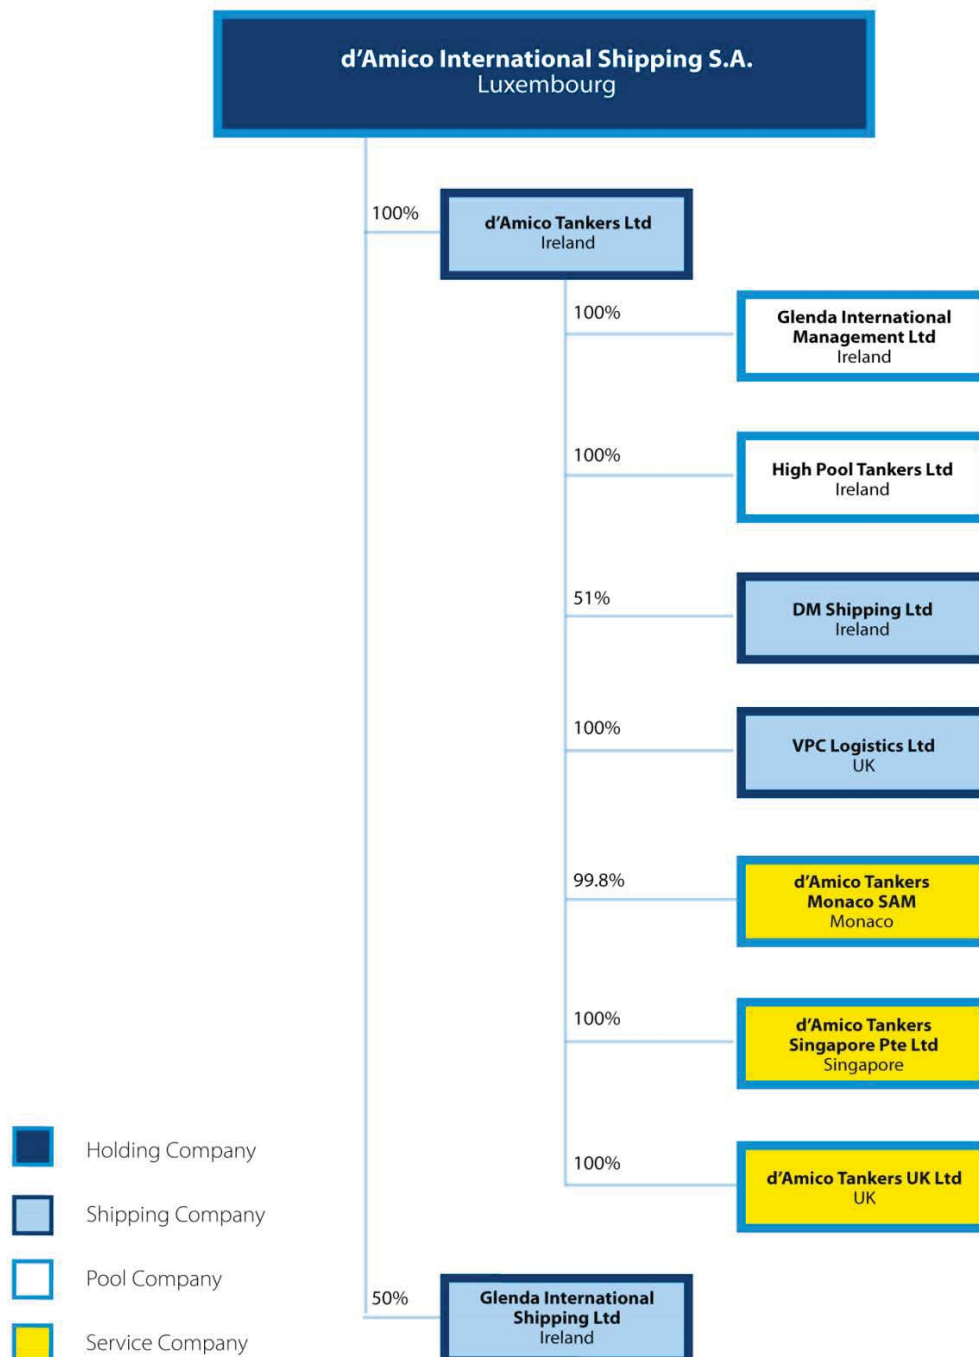 d’Amico International Shipping S.A.
Luxembourg
100%
d’Amico Tankers Ltd
Ireland
100%
Glenda International
Management Ltd
Ireland
100%
High Pool Tankers Ltd
Ireland
51%
DM Shipping Ltd
Ireland
100%
VPC Logistics Ltd
UK
99.8%
d’Amico Tankers
Monaco SAM
Monaco
100%
d’Amico Tankers
Singapore Pte Ltd
Singapore
100%
d’Amico Tankers UK Ltd
UK
Holding Company
Shipping Company
Pool Company
Service Company
50%
Glenda International
Shipping Ltd
Ireland